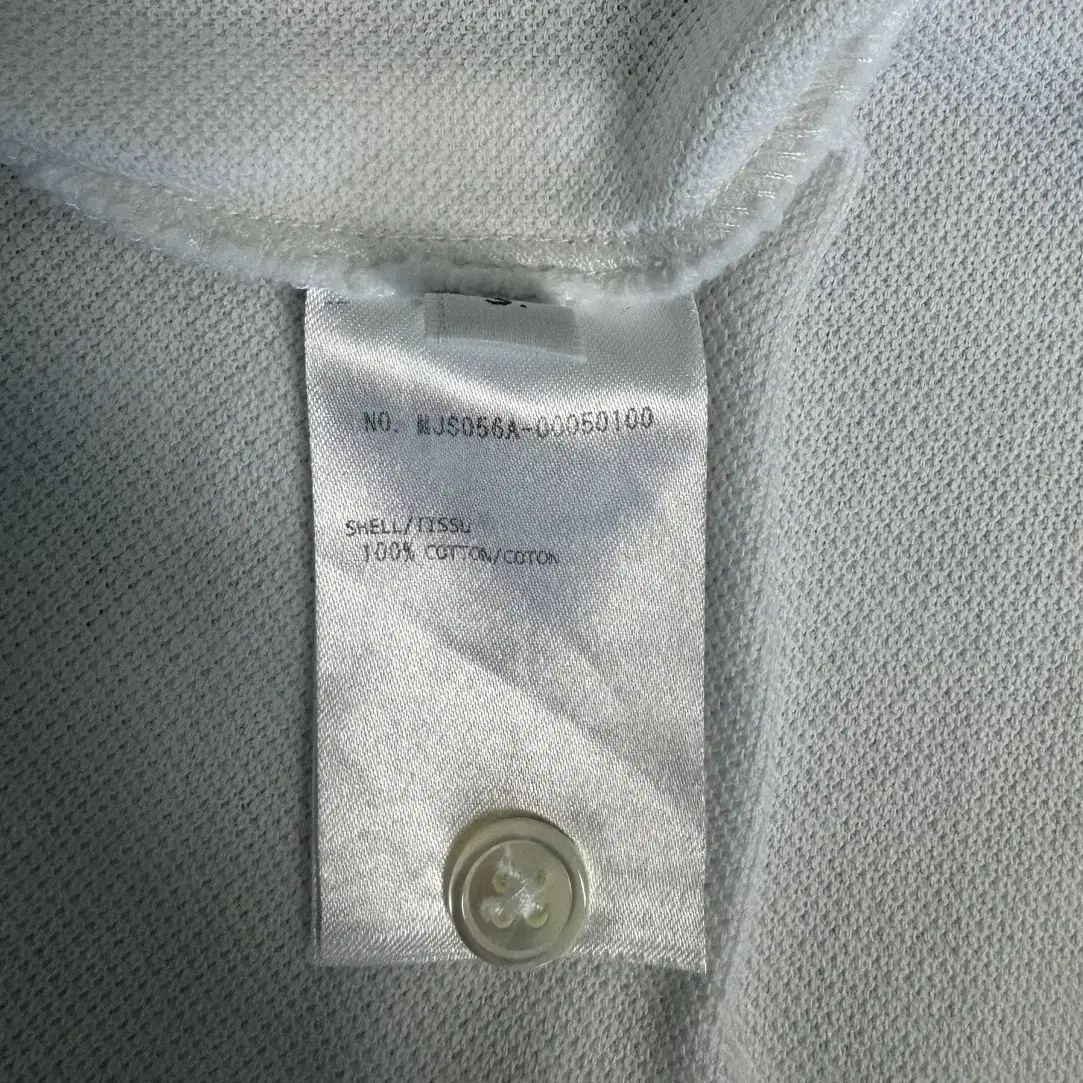 NO. MJS056A-00050100
SHELL/TISSU
100% COTTON/COTON